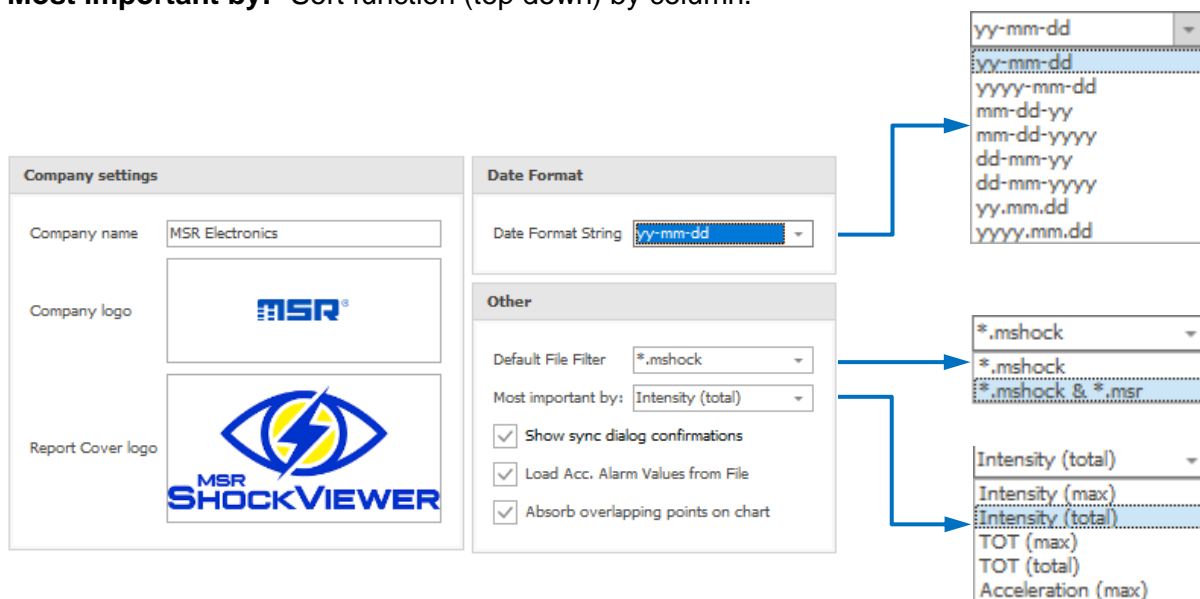 Most important by: Sort function (top down) by column.
Company settings
Company name
MSR Electronics
Company logo
MSR®
Report Cover logo
MSR
SHOCKVIEWER
Date Format
Date Format String
yy-mm-dd
Other
Default File Filter
*.mshock
Most important by:
Intensity (total)
Show sync dialog confirmations
Load Acc. Alarm Values from File
Absorb overlapping points on chart
yy-mm-dd
yy-mm-dd
yyyy-mm-dd
mm-dd-yy
mm-dd-yyyy
dd-mm-yy
dd-mm-yyyy
yy.mm.dd
yyyy.mm.dd
*.mshock
*.mshock
*.mshock & *.msr
Intensity (total)
Intensity (max)
Intensity (total)
TOT (max)
TOT (total)
Acceleration (max)